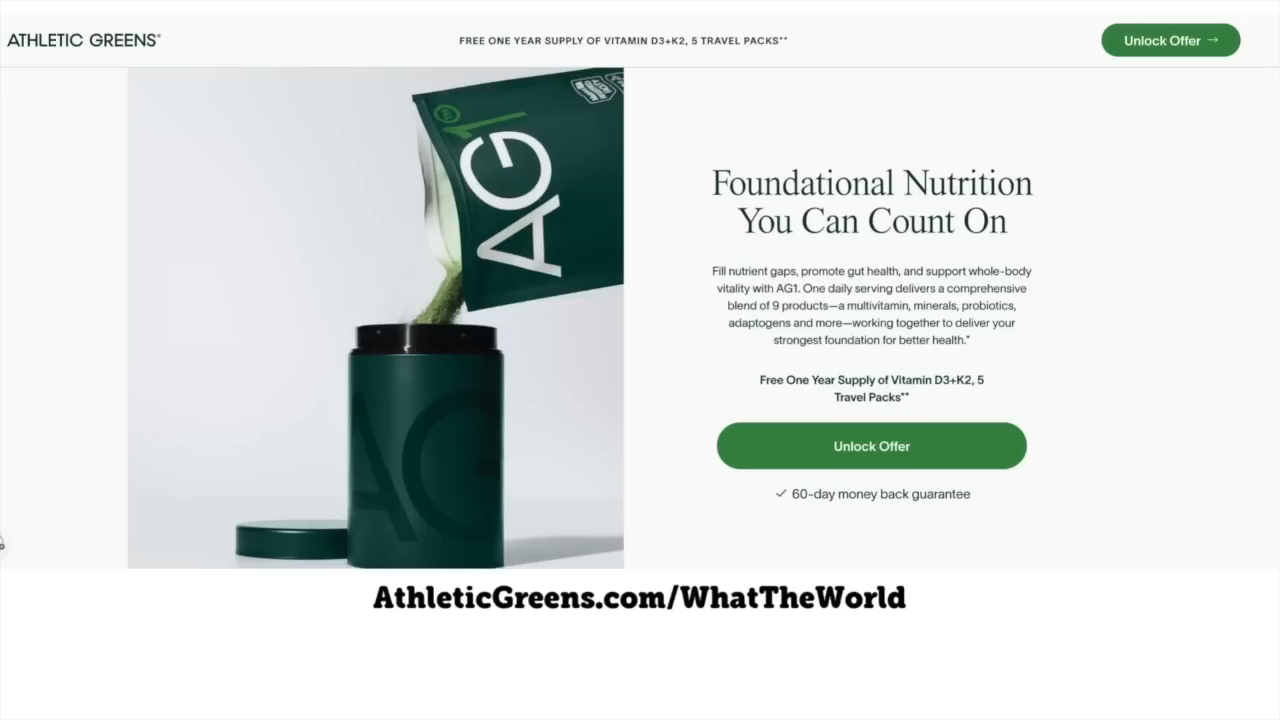 ATHLETIC GREENS®
FREE ONE YEAR SUPPLY OF VITAMIN D3+K2, 5 TRAVEL PACKS**
Unlock Offer →
AG1
AG
Foundational Nutrition
You Can Count On
Fill nutrient gaps, promote gut health, and support whole-body
vitality with AG1. One daily serving delivers a comprehensive
blend of 9 products—a multivitamin, minerals, probiotics,
adaptogens and more—working together to deliver your
strongest foundation for better health.*
Free One Year Supply of Vitamin D3+K2, 5
Travel Packs**
Unlock Offer
✓ 60-day money back guarantee
AthleticGreens.com/WhatTheWorld